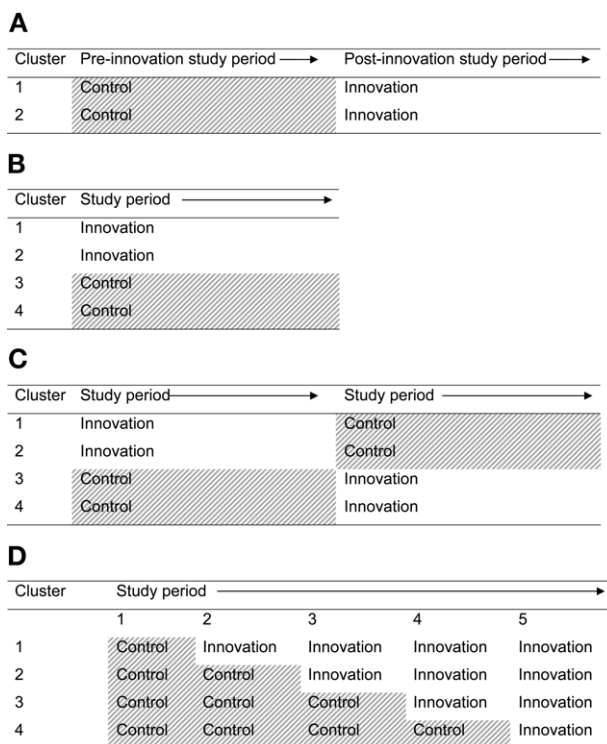 A
Cluster Pre-innovation study period Post-innovation study period
1 Control Innovation
2 Control Innovation
B
Cluster Study period
1 Innovation
2 Innovation
3 Control
4 Control
C
Cluster Study period Study period
1 Innovation Control
2 Innovation Control
3 Control Innovation
4 Control Innovation
D
Cluster Study period
1 2 3 4 5
1 Control Innovation Innovation Innovation Innovation
2 Control Control Innovation Innovation Innovation
3 Control Control Control Innovation Innovation
4 Control Control Control Control Innovation